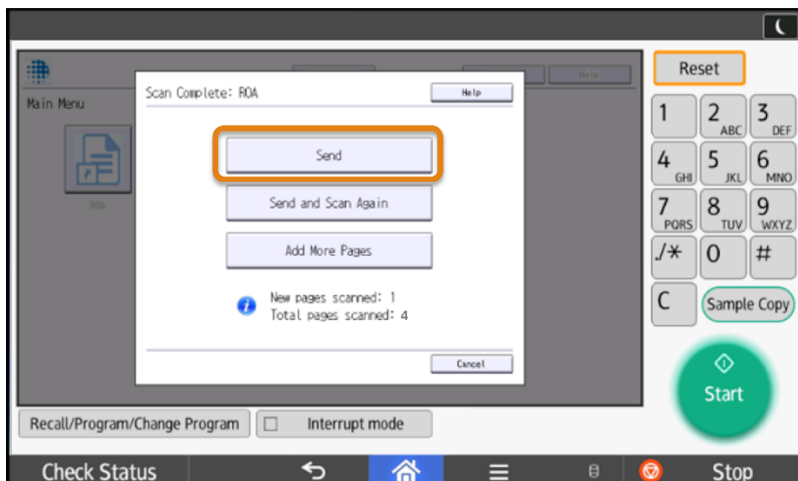 Help
Reset
Scan Complete: ROA
Help
Main Menu
ROA
Send
Send and Scan Again
Add More Pages
New pages scanned: 1
Total pages scanned: 4
Cancel
1
2 ABC
3 DEF
4 GHI
5 JKL
6 MNO
7 PQRS
8 TUV
9 WXYZ
./*
0
#
C
Sample Copy
Start
Recall/Program/Change Program
Interrupt mode
Check Status
Stop